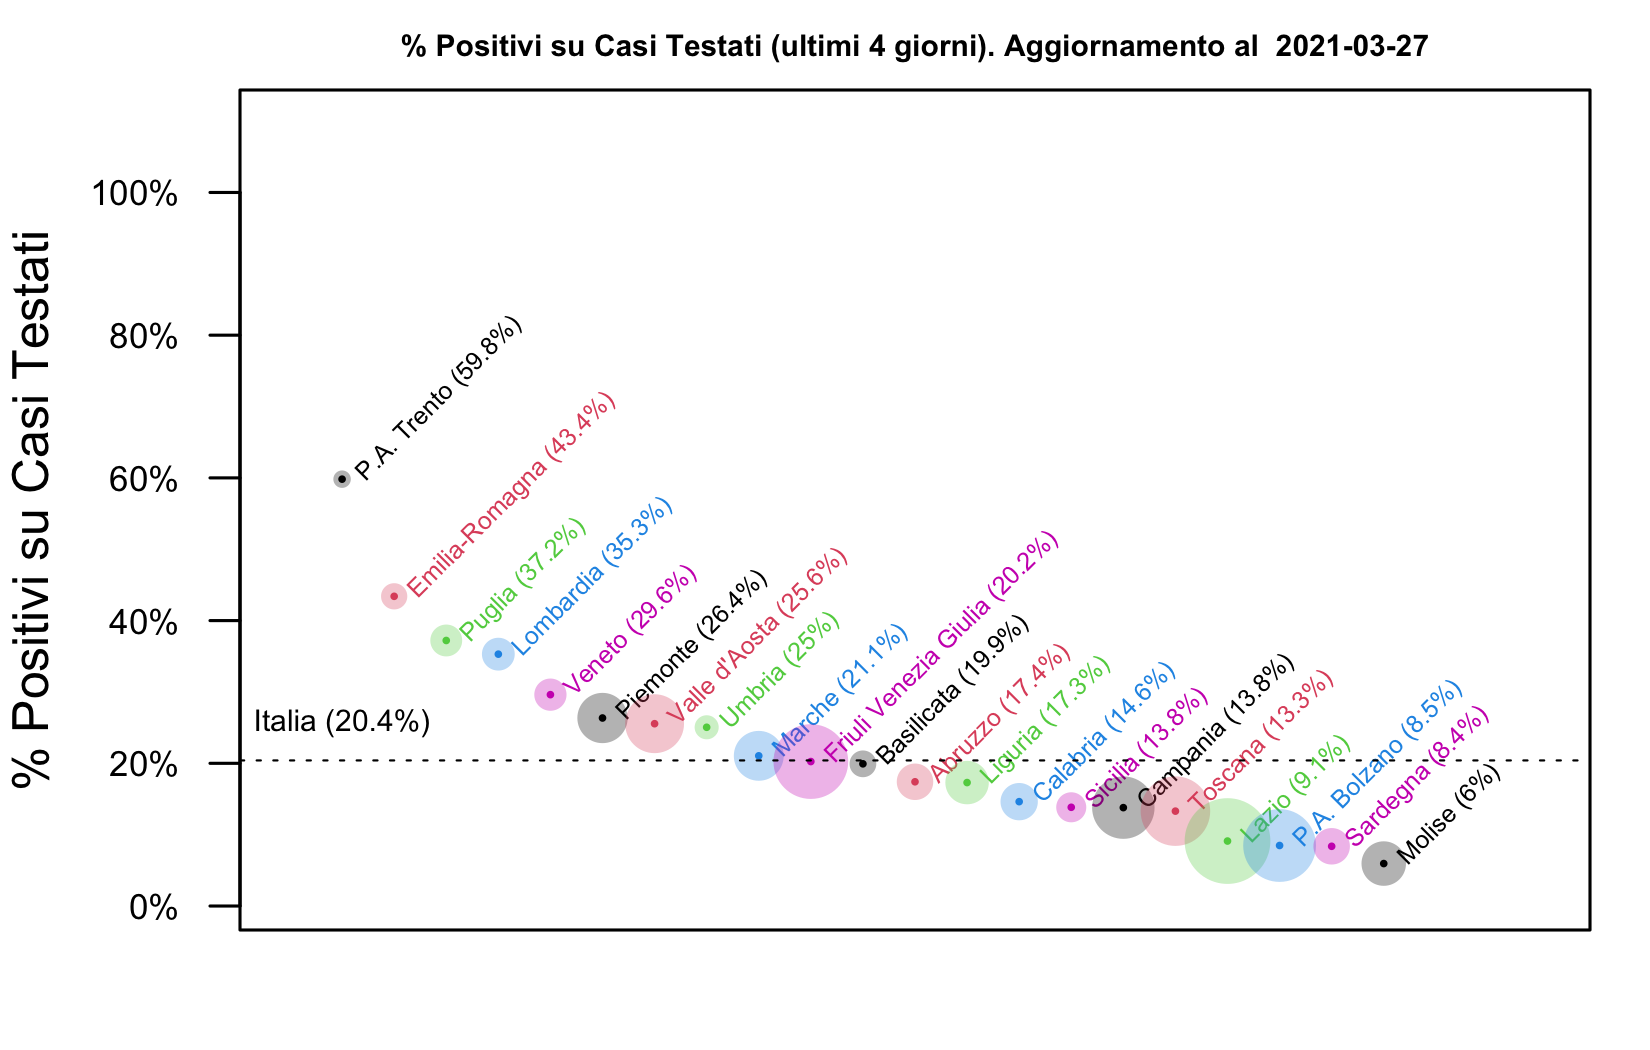 % Positivi su Casi Testati (ultimi 4 giorni). Aggiornamento al  2021-03-27
% Positivi su Casi Testati
100%
80%
60%
40%
20%
0%
Italia (20.4%)
P.A. Trento (59.8%)
Emilia-Romagna (43.4%)
Puglia (37.2%)
Lombardia (35.3%)
Veneto (29.6%)
Piemonte (26.4%)
Valle d'Aosta (25.6%)
Umbria (25%)
Marche (21.1%)
Friuli Venezia Giulia (20.2%)
Basilicata (19.9%)
Abruzzo (17.4%)
Liguria (17.3%)
Calabria (14.6%)
Sicilia (13.8%)
Campania (13.8%)
Toscana (13.3%)
Lazio (9.1%)
P.A. Bolzano (8.5%)
Sardegna (8.4%)
Molise (6%)